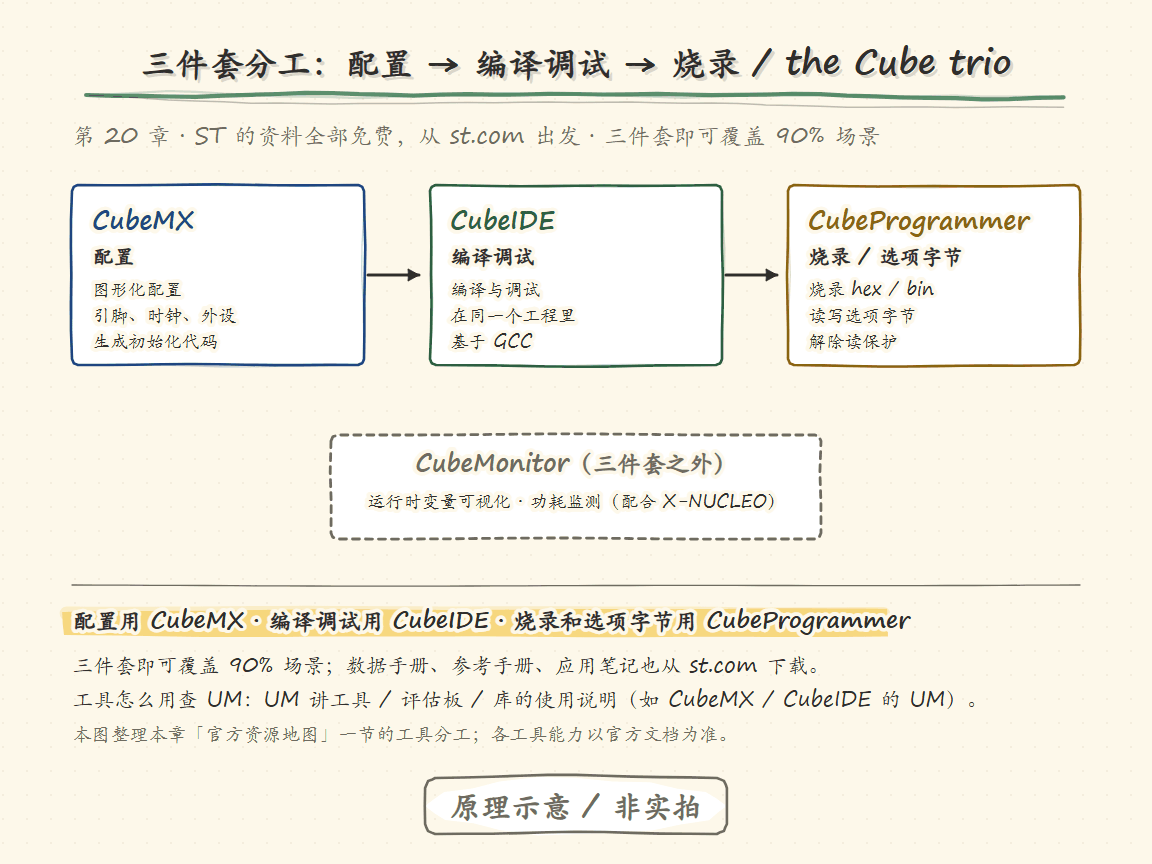 三件套分工：配置 → 编译调试 → 烧录 / the Cube trio
第 20 章 · ST 的资料全部免费，从 st.com 出发 · 三件套即可覆盖 90% 场景
CubeMX
配置
图形化配置
引脚、时钟、外设
生成初始化代码
CubeIDE
编译调试
编译与调试
在同一个工程里
基于 GCC
CubeProgrammer
烧录 / 选项字节
烧录 hex / bin
读写选项字节
解除读保护
CubeMonitor（三件套之外）
运行时变量可视化 · 功耗监测（配合 X-NUCLEO）
配置用 CubeMX · 编译调试用 CubeIDE · 烧录和选项字节用 CubeProgrammer
三件套即可覆盖 90% 场景；数据手册、参考手册、应用笔记也从 st.com 下载。
工具怎么用查 UM：UM 讲工具 / 评估板 / 库的使用说明（如 CubeMX / CubeIDE 的 UM）。
本图整理本章「官方资源地图」一节的工具分工；各工具能力以官方文档为准。
原理示意 / 非实拍